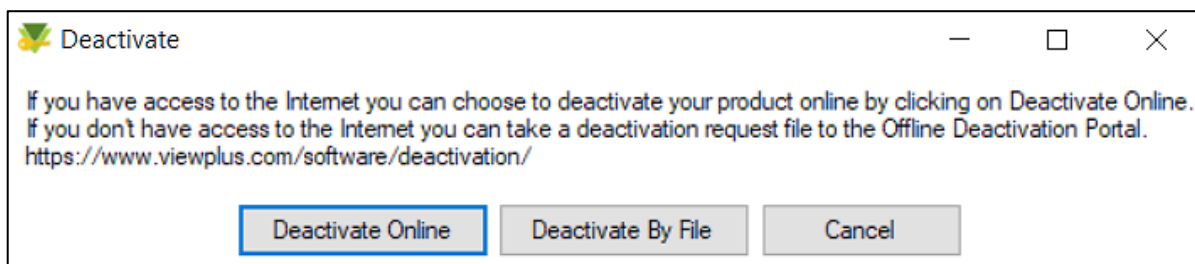 Deactivate
If you have access to the Internet you can choose to deactivate your product online by clicking on Deactivate Online.
If you don't have access to the Internet you can take a deactivation request file to the Offline Deactivation Portal.
https://www.viewplus.com/software/deactivation/
Deactivate Online Deactivate By File Cancel